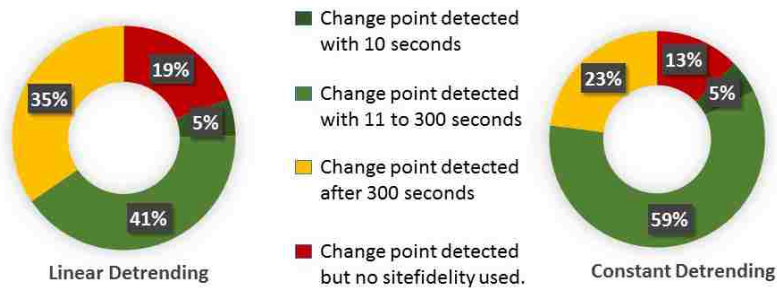 19%
5%
41%
35%
Linear Detrending
Change point detected
with 10 seconds
Change point detected
with 11 to 300 seconds
Change point detected
after 300 seconds
Change point detected
but no sitefidelity used.
13%
5%
59%
23%
Constant Detrending